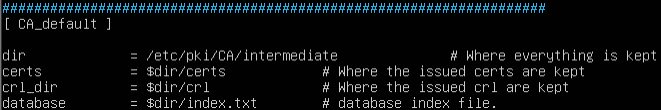 ####################################################################
[ CA_default ]
dir = /etc/pki/CA/intermediate # Where everything is kept
certs = $dir/certs # Where the issued certs are kept
crl_dir = $dir/crl # Where the issued crl are kept
database = $dir/index.txt # database index file.